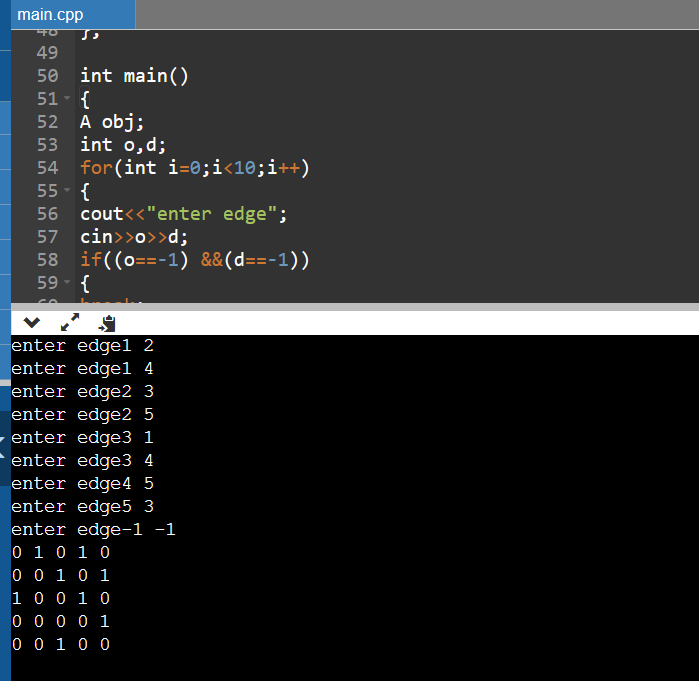 main.cpp
48 };
49
50 int main()
51 {
52 A obj;
53 int o,d;
54 for(int i=0;i<10;i++)
55 {
56 cout<<"enter edge";
57 cin>>o>>d;
58 if((o==-1) &&(d==-1))
59 {
60 break;
enter edge1 2
enter edge1 4
enter edge2 3
enter edge2 5
enter edge3 1
enter edge3 4
enter edge4 5
enter edge5 3
enter edge-1 -1
0 1 0 1 0
0 0 1 0 1
1 0 0 1 0
0 0 0 0 1
0 0 1 0 0